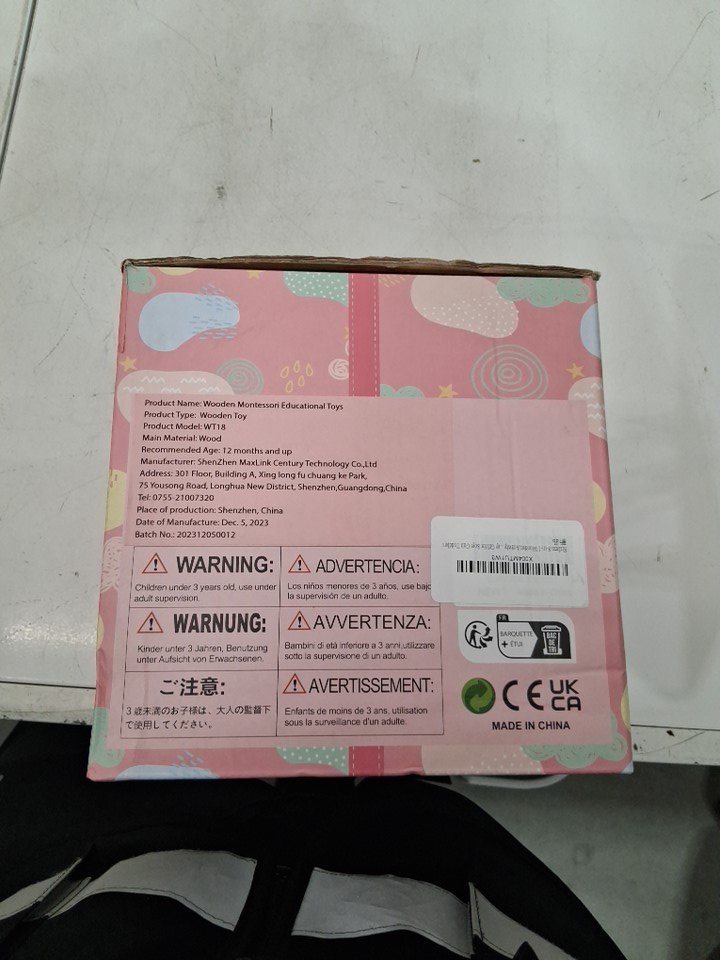 Product Name: Wooden Montessori Educational Toys
Product Type: Wooden Toy
Product Model: WT18
Main Material: Wood
Recommended Age: 12 months and up
Manufacturer: ShenZhen MaxLink Century Technology Co.,Ltd
Address: 301 Floor, Building A, Xing long fu chuang ke Park,
75 Yousong Road, Longhua New District, Shenzhen,Guangdong,China
Tel: 0755-21007320
Place of production: Shenzhen, China
Date of Manufacture: Dec. 5, 2023
Batch No.: 202312050012
WARNING:
Children under 3 years old, use under
adult supervision.
ADVERTENCIA:
Los niños menores de 3 años, use bajo
la supervisión de un adulto.
WARNUNG:
Kinder unter 3 Jahren, Benutzung
unter Aufsicht von Erwachsenen.
AVVERTENZA:
Bambini di età inferiore a 3 anni,utilizzare
sotto la supervisione di un adulto.
ご注意:
3歳未満のお子様は、大人の監督下
で使用してください。
AVERTISSEMENT:
Enfants de moins de 3 ans, utilisation
sous la surveillance d'un adulte.
FR
BARQUETTE
+ ÉTUI
BAC
DE
TRI
CE
UK
CA
MADE IN CHINA